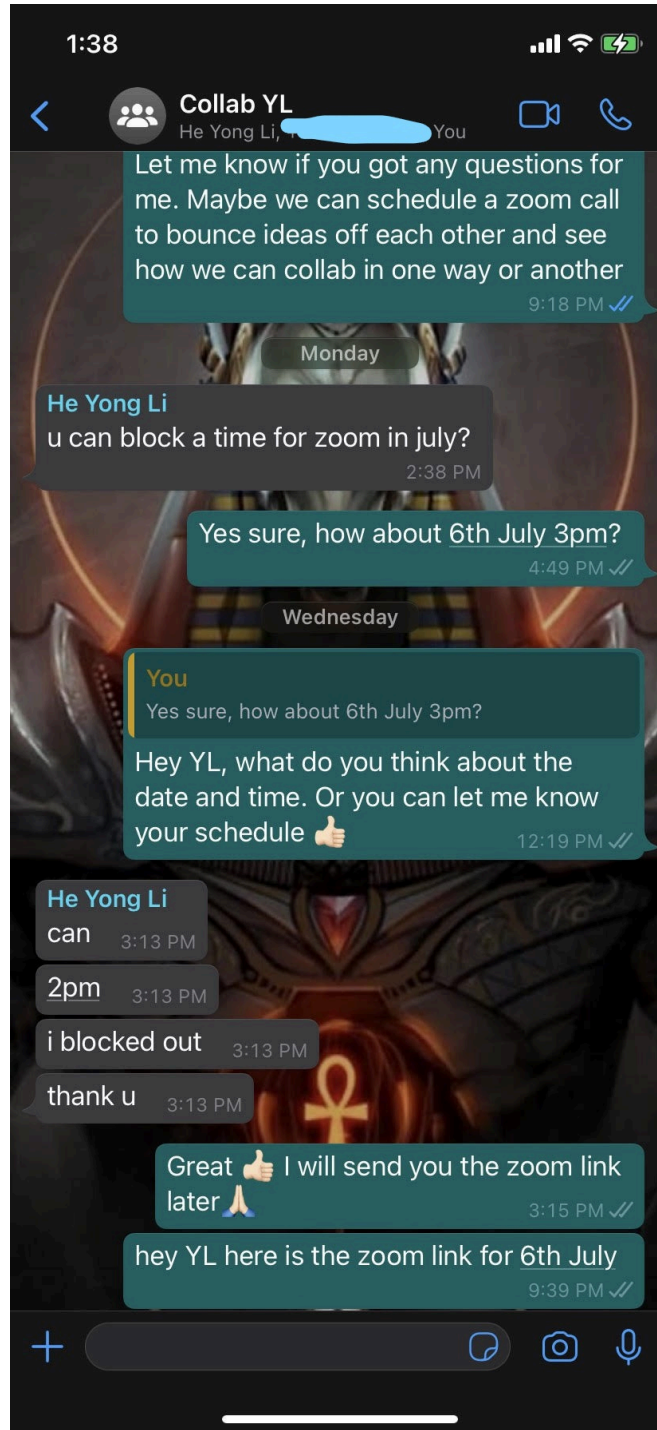 1:38
Collab YL
He Yong Li, You
Let me know if you got any questions for
me. Maybe we can schedule a zoom call
to bounce ideas off each other and see
how we can collab in one way or another
9:18 PM
Monday
He Yong Li
u can block a time for zoom in july?
2:38 PM
Yes sure, how about 6th July 3pm?
4:49 PM
Wednesday
You
Yes sure, how about 6th July 3pm?
Hey YL, what do you think about the
date and time. Or you can let me know
your schedule 👍🏻
12:19 PM
He Yong Li
can 3:13 PM
2pm 3:13 PM
i blocked out 3:13 PM
thank u 3:13 PM
Great 👍🏻 I will send you the zoom link
later 🙏🏻
3:15 PM
hey YL here is the zoom link for 6th July
9:39 PM